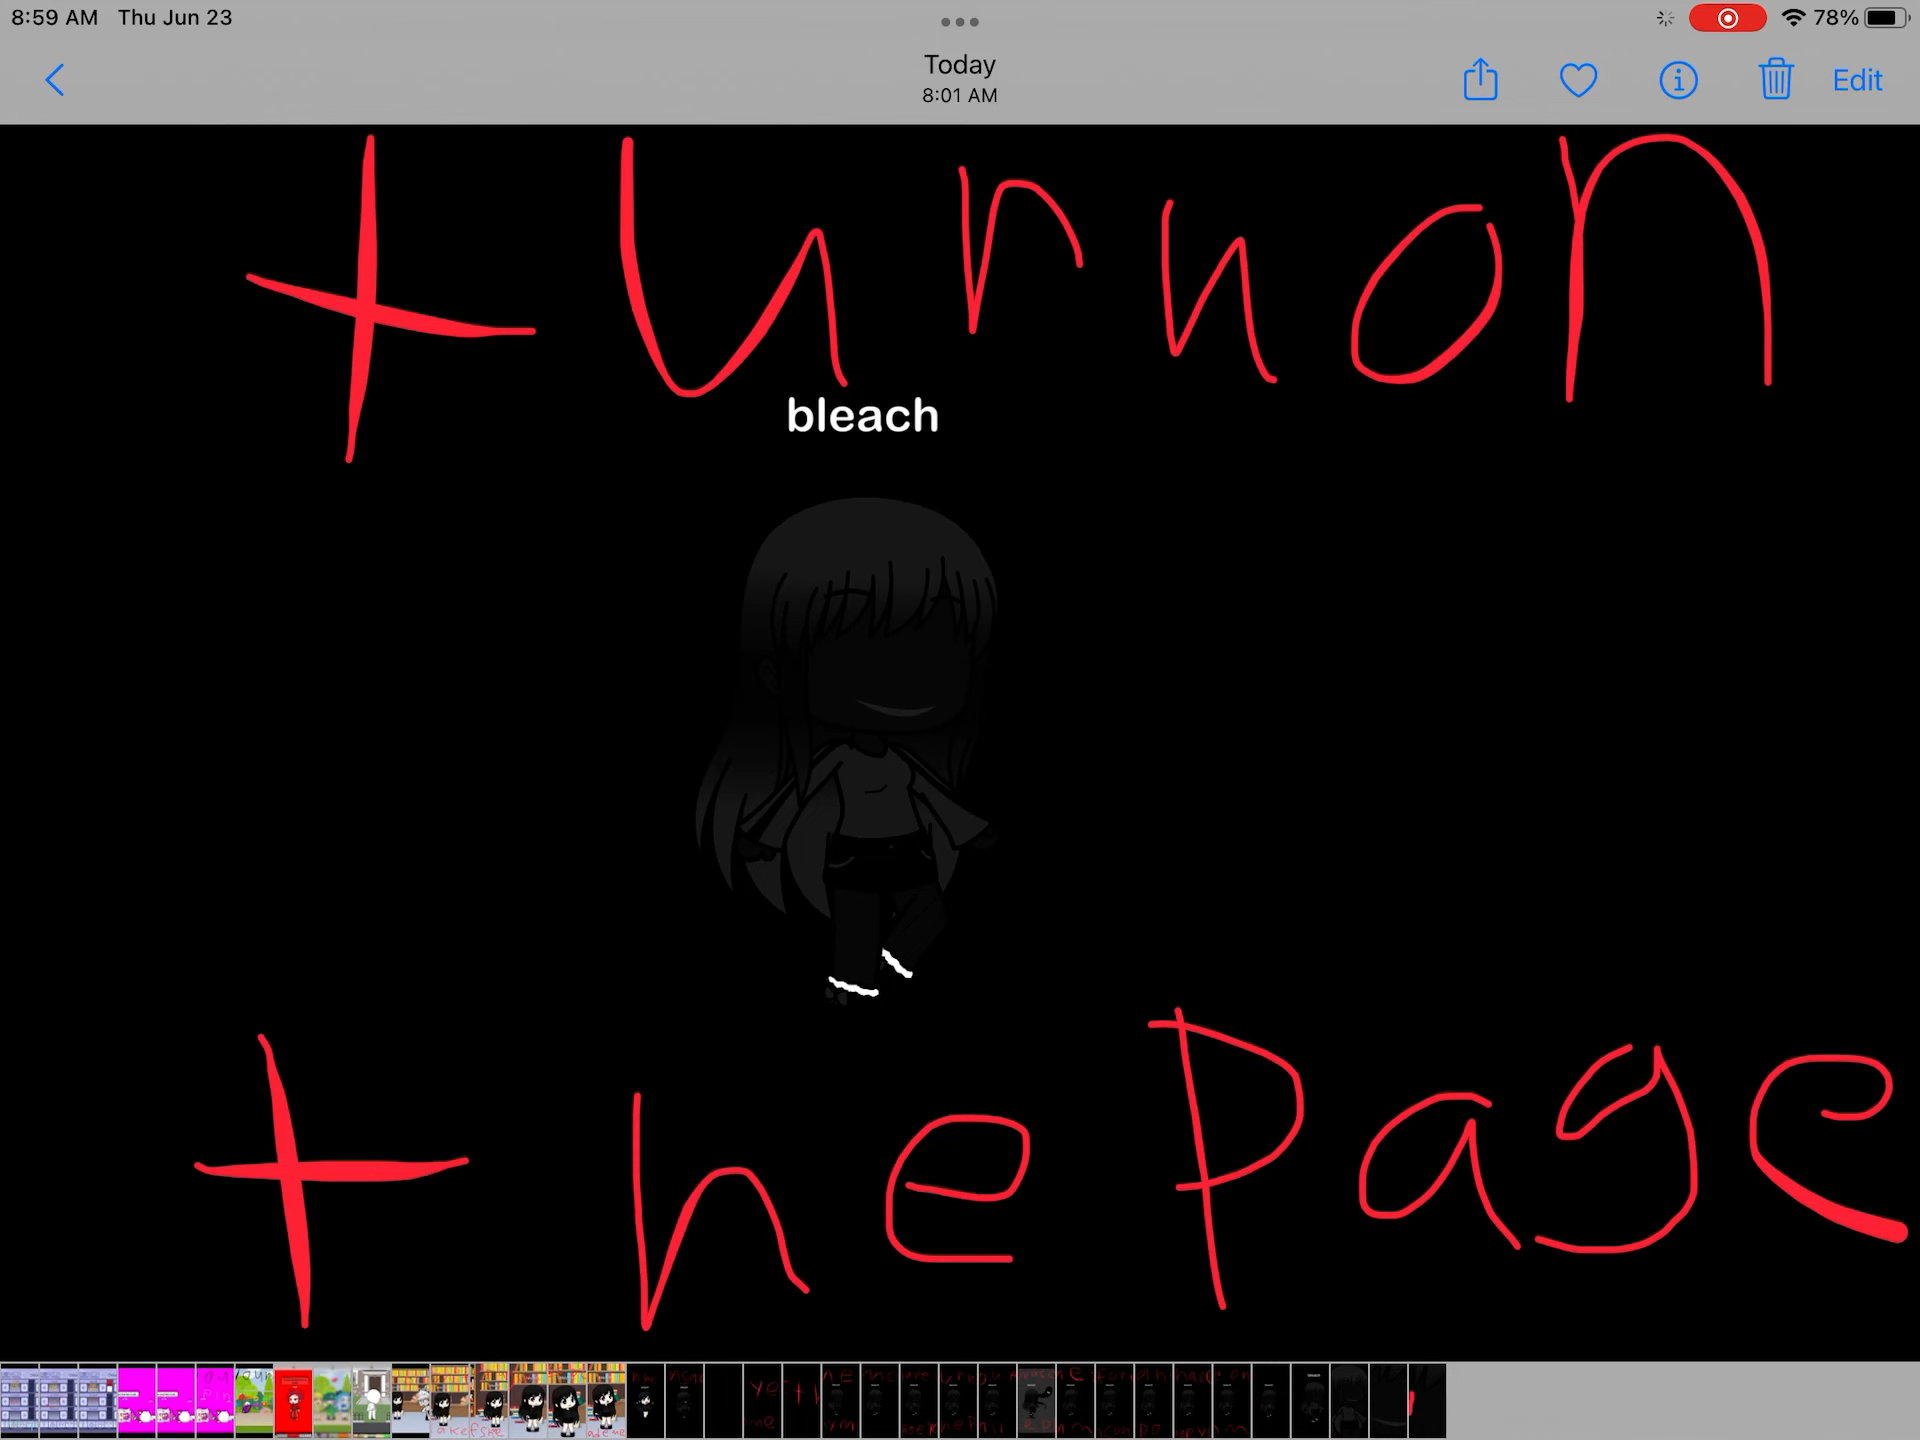 8:59 AM Thu Jun 23
78%
Today
8:01 AM
Edit
turnon
bleach
the Page